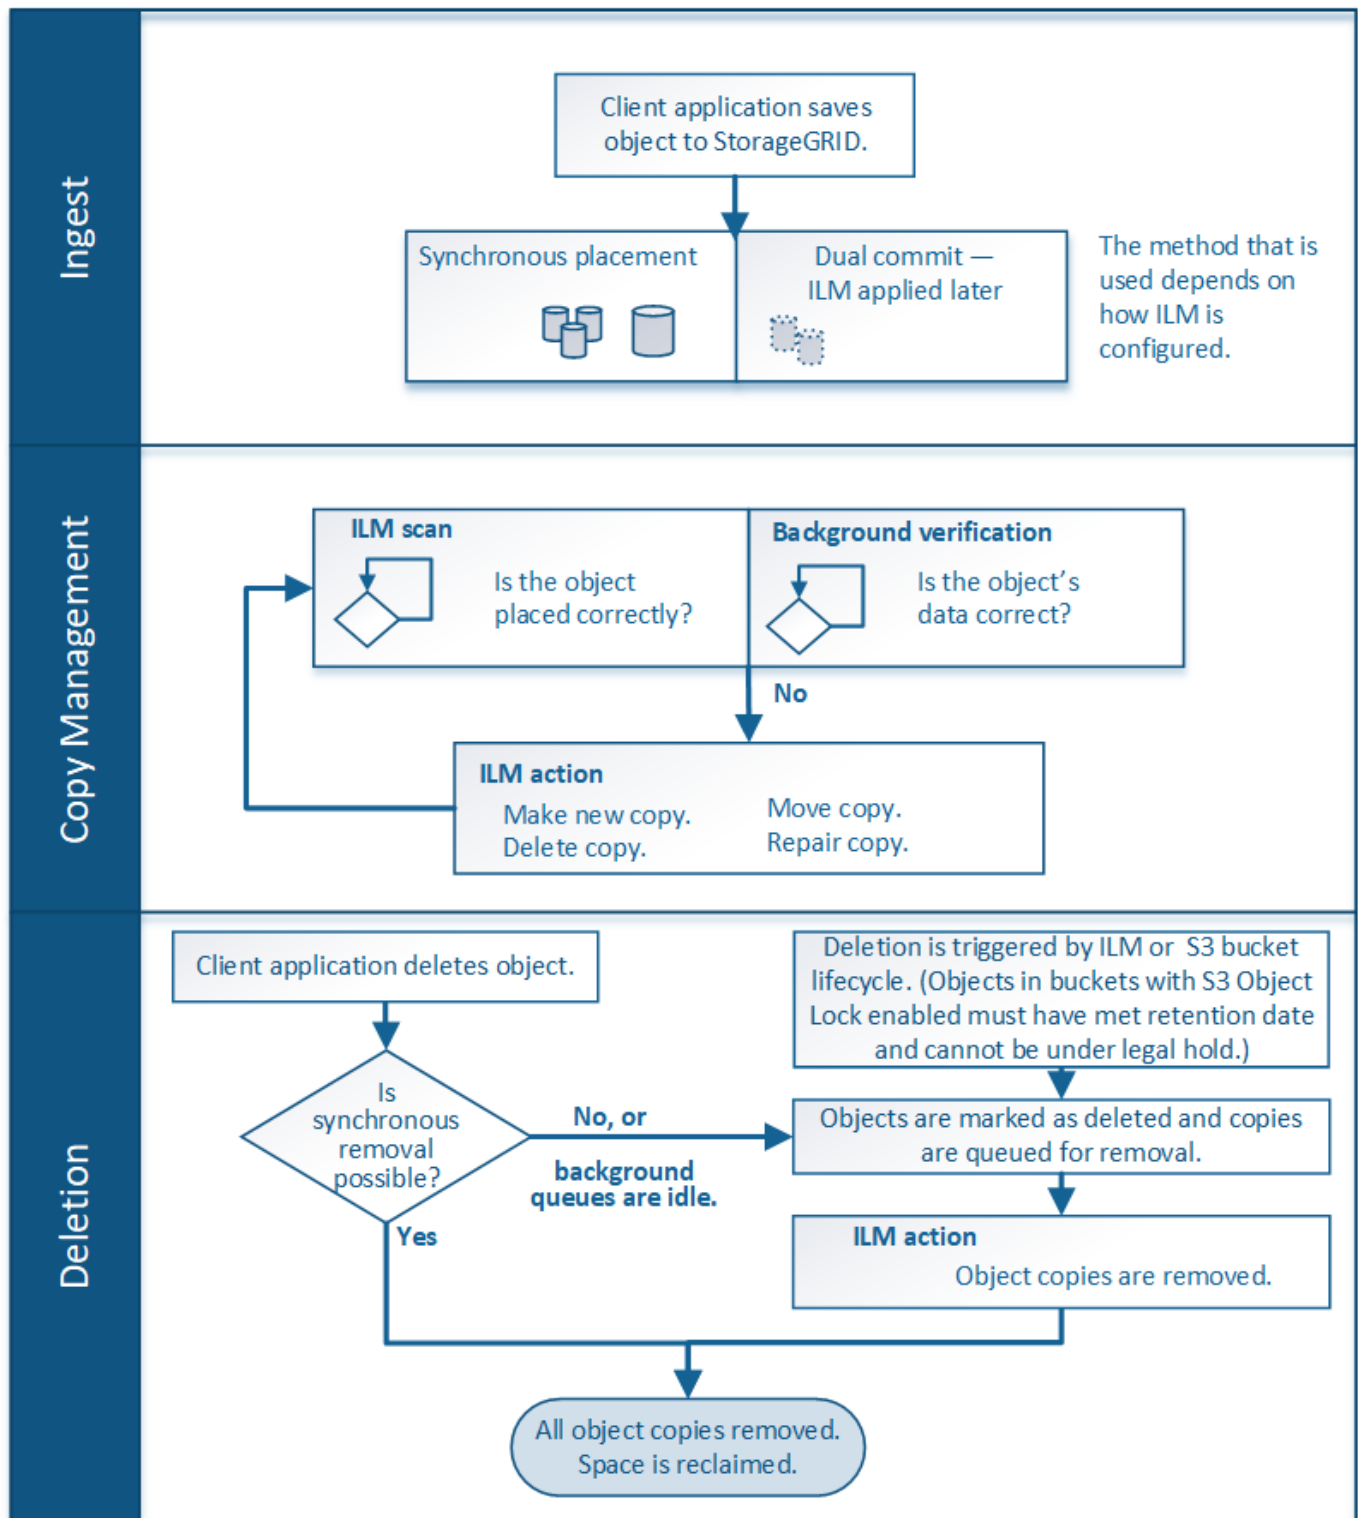 Ingest
Client application saves
object to StorageGRID.
Synchronous placement
Dual commit —
ILM applied later
The method that is
used depends on
how ILM is
configured.
Copy Management
ILM scan
Is the object
placed correctly?
Background verification
Is the object's
data correct?
No
ILM action
Make new copy.
Delete copy.
Move copy.
Repair copy.
Deletion
Client application deletes object.
Is
synchronous
removal
possible?
No, or
background
queues are idle.
Yes
Deletion is triggered by ILM or S3 bucket
lifecycle. (Objects in buckets with S3 Object
Lock enabled must have met retention date
and cannot be under legal hold.)
Objects are marked as deleted and copies
are queued for removal.
ILM action
Object copies are removed.
All object copies removed.
Space is reclaimed.